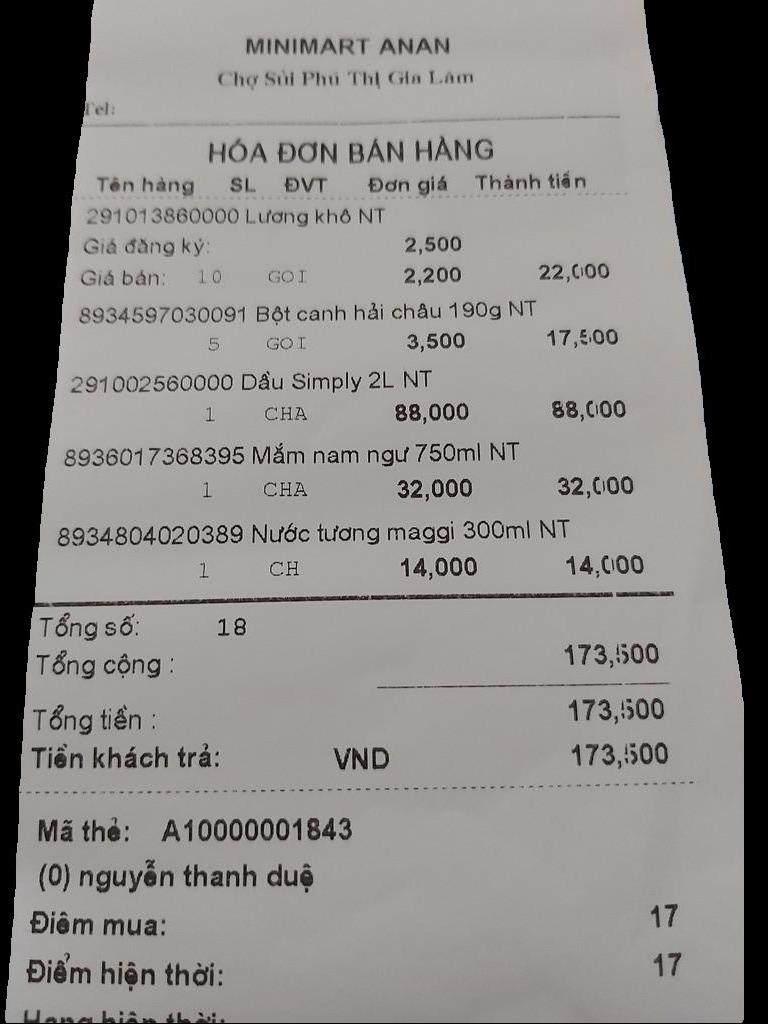 MINIMART ANAN
Chợ Sủi Phú Thị Gia Lâm
Tel:
HÓA ĐƠN BÁN HÀNG
Tên hàng SL ĐVT Đơn giá Thành tiền
291013860000 Lương khô NT
Giá đăng ký: 2,500
Giá bán: 10 GOI 2,200 22,000
8934597030091 Bột canh hải châu 190g NT
5 GOI 3,500 17,500
291002560000 Dầu Simply 2L NT
1 CHA 88,000 88,000
8936017368395 Mắm nam ngư 750ml NT
1 CHA 32,000 32,000
8934804020389 Nước tương maggi 300ml NT
1 CH 14,000 14,000
Tổng số: 18
Tổng cộng : 173,500
Tổng tiền : 173,500
Tiền khách trả: VND 173,500
Mã thẻ: A10000001843
(0) nguyễn thanh duệ
Điêm mua: 17
Điểm hiện thời: 17
Hạng hiện thời: